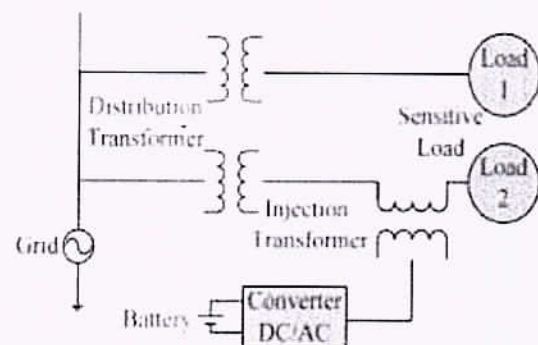 Load
1
Distribution
Transformer
Sensitive
Load
Load
2
Injection
Transformer
Grid
Battery
Converter
DC/AC